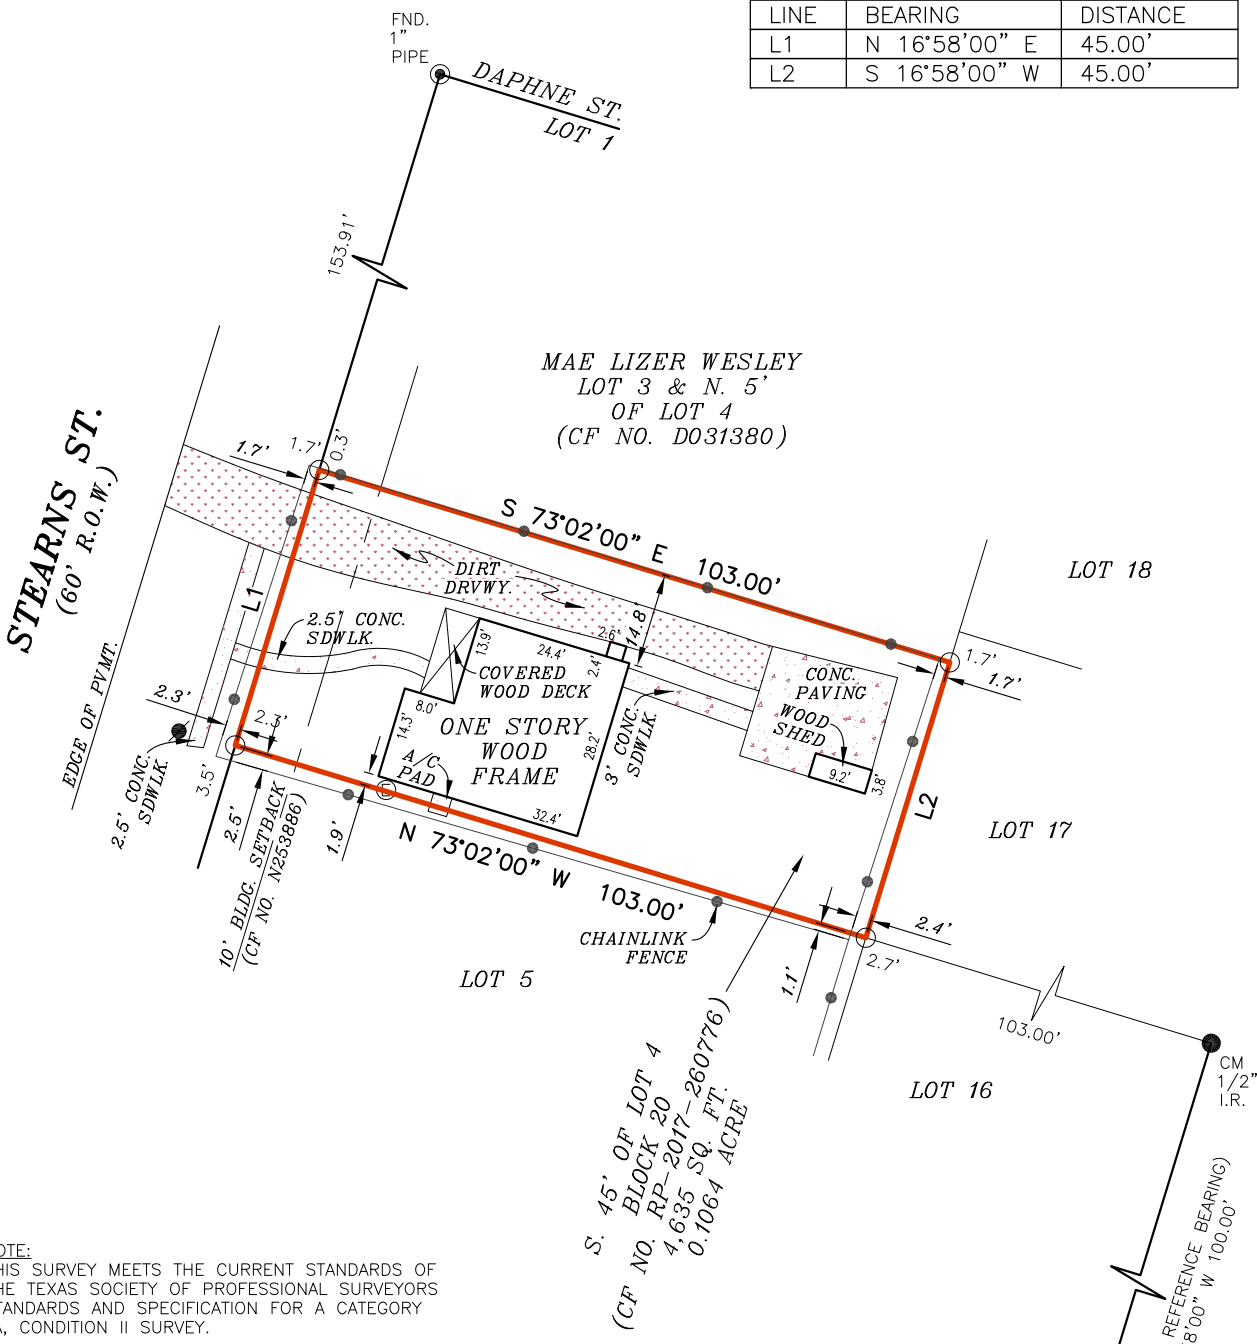 LINE BEARING DISTANCE
L1 N 16°58'00" E 45.00'
L2 S 16°58'00" W 45.00'
FND.
1"
PIPE
DAPHNE ST.
LOT 1
153.91'
MAE LIZER WESLEY
LOT 3 & N. 5'
OF LOT 4
(CF NO. D031380)
STEARNS ST.
(60' R.O.W.)
EDGE OF PVMT.
1.7'
1.7'
0.3'
S 73°02'00" E 103.00'
LOT 18
1.7'
1.7'
DIRT
DRVWY.
L1
2.5' CONC.
SDWLK.
13.9'
24.4'
2.6'
2.4'
14.8'
COVERED
WOOD DECK
8.0'
14.3'
ONE STORY
WOOD
FRAME
28.2'
32.4'
A/C
PAD
3' CONC.
SDWLK.
CONC.
PAVING
WOOD
SHED
9.2'
3.8'
L2
LOT 17
2.3'
2.3'
3.5'
2.5' CONC.
SDWLK.
2.5'
1.9'
10' BLDG. SETBACK
(CF NO. N253886)
E
N 73°02'00" W 103.00'
CHAINLINK
FENCE
LOT 5
2.4'
2.7'
1.1'
103.00'
CM
1/2"
I.R.
LOT 16
S. 45' OF LOT 4
BLOCK 20
(CF NO. RP-2017-260776)
4,635 SQ. FT.
0.1064 ACRE
REFERENCE BEARING)
8'00" W 100.00'
OTE:
HIS SURVEY MEETS THE CURRENT STANDARDS OF
HE TEXAS SOCIETY OF PROFESSIONAL SURVEYORS
TANDARDS AND SPECIFICATION FOR A CATEGORY
A, CONDITION II SURVEY.